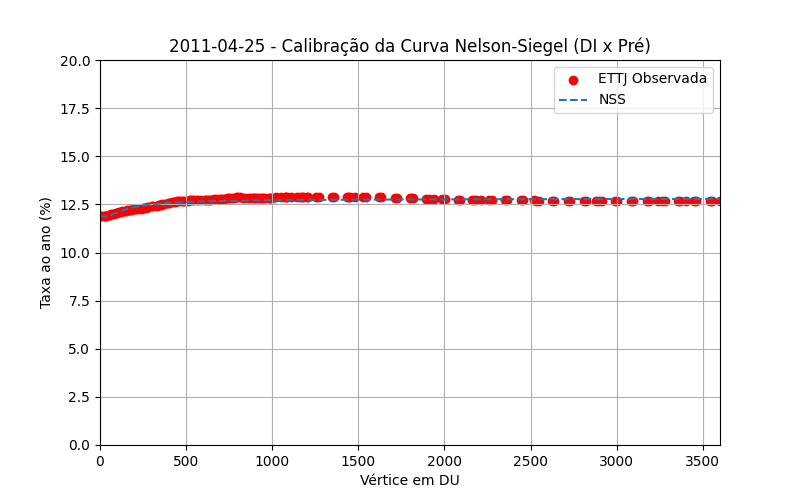 2011-04-25 - Calibração da Curva Nelson-Siegel (DI x Pré)
ETTJ Observada
NSS
Taxa ao ano (%)
20.0
17.5
15.0
12.5
10.0
7.5
5.0
2.5
0.0
0 500 1000 1500 2000 2500 3000 3500
Vértice em DU